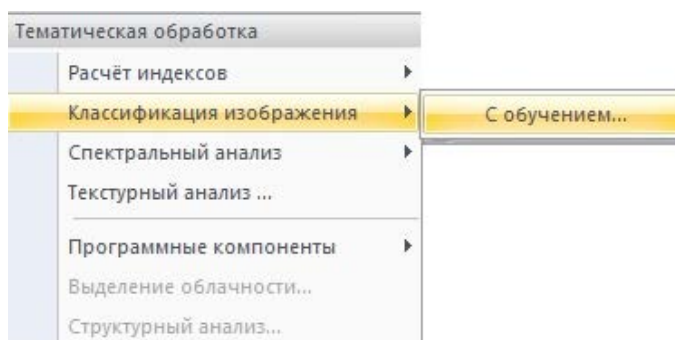 Тематическая обработка
Расчёт индексов
Классификация изображения
С обучением...
Спектральный анализ
Текстурный анализ ...
Программные компоненты
Выделение облачности...
Структурный анализ...